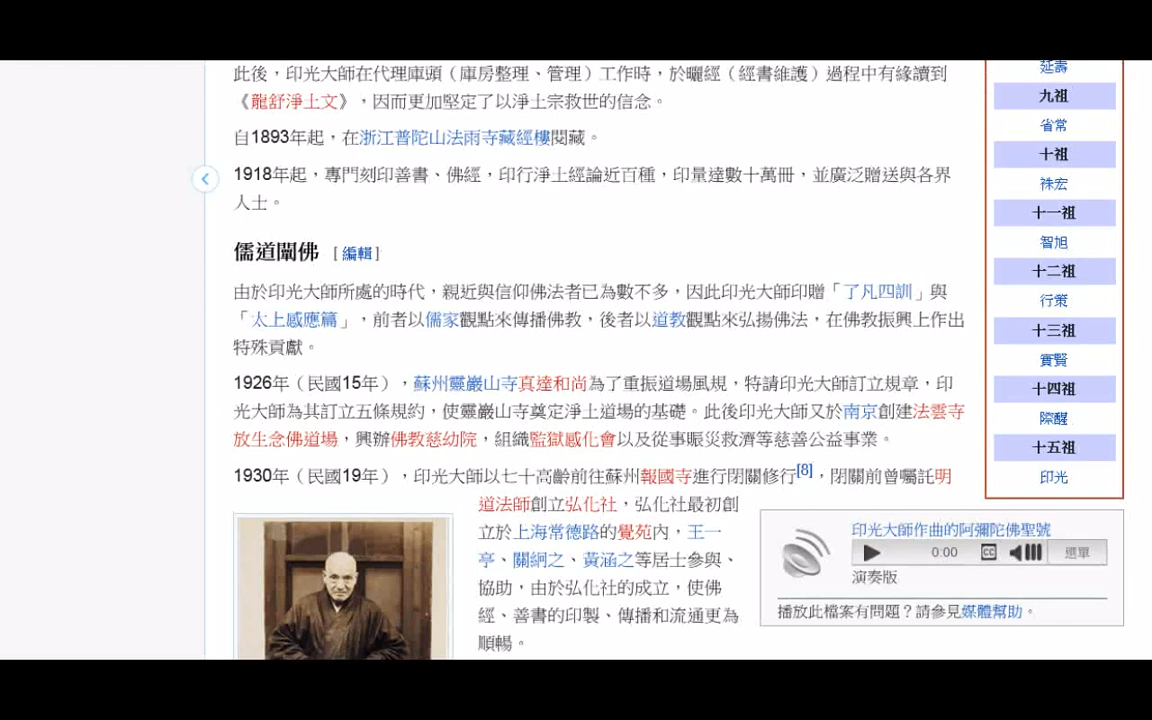 此後，印光大師在代理庫頭（庫房整理、管理）工作時，於曬經（經書維護）過程中有緣讀到
《龍舒淨土文》，因而更加堅定了以淨土宗救世的信念。
自1893年起，在浙江普陀山法雨寺藏經樓閱藏。
1918年起，專門刻印善書、佛經，印行淨土經論近百種，印量達數十萬冊，並廣泛贈送與各界
人士。
儒道闡佛 [編輯]
由於印光大師所處的時代，親近與信仰佛法者已為數不多，因此印光大師印贈「了凡四訓」與
「太上感應篇」，前者以儒家觀點來傳播佛教，後者以道教觀點來弘揚佛法，在佛教振興上作出
特殊貢獻。
1926年（民國15年），蘇州靈巖山寺真達和尚為了重振道場風規，特請印光大師訂立規章，印
光大師為其訂立五條規約，使靈巖山寺奠定淨土道場的基礎。此後印光大師又於南京創建法雲寺
放生念佛道場，興辦佛教慈幼院，組織監獄感化會以及從事賑災救濟等慈善公益事業。
1930年（民國19年），印光大師以七十高齡前往蘇州報國寺進行閉關修行[8]，閉關前曾囑託明
道法師創立弘化社，弘化社最初創
立於上海常德路的覺苑內，王一
亭、關絅之、黃涵之等居士參與、
協助，由於弘化社的成立，使佛
經、善書的印製、傳播和流通更為
順暢。
延壽
九祖
省常
十祖
袾宏
十一祖
智旭
十二祖
行策
十三祖
實賢
十四祖
際醒
十五祖
印光
印光大師作曲的阿彌陀佛聖號
0:00 CC 選單
演奏版
播放此檔案有問題？請參見媒體幫助。